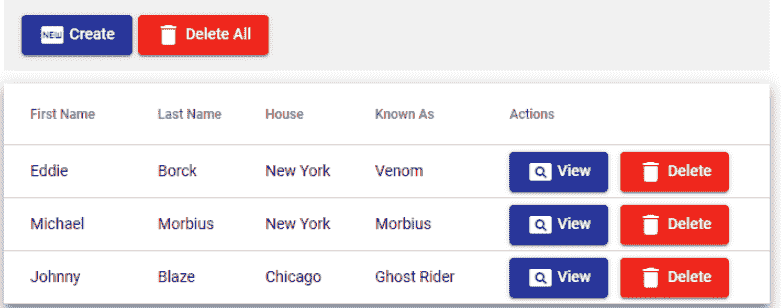 NEW Create Delete All
First Name Last Name House Known As Actions
Eddie Borck New York Venom View Delete
Michael Morbius New York Morbius View Delete
Johnny Blaze Chicago Ghost Rider View Delete